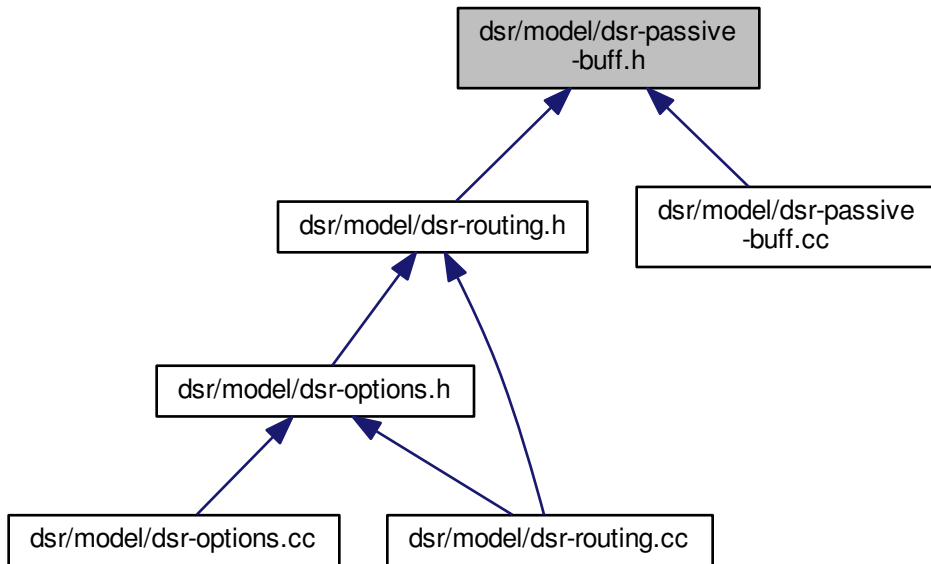 dsr/model/dsr-passive
-buff.h
dsr/model/dsr-routing.h
dsr/model/dsr-passive
-buff.cc
dsr/model/dsr-options.h
dsr/model/dsr-options.cc
dsr/model/dsr-routing.cc